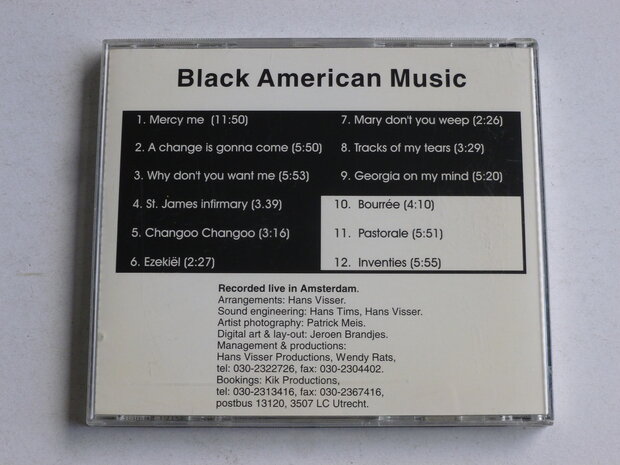 Black American Music
1. Mercy me (11:50)
2. A change is gonna come (5:50)
3. Why don't you want me (5:53)
4. St. James infirmary (3.39)
5. Changoo Changoo (3:16)
6. Ezekiël (2:27)
7. Mary don't you weep (2:26)
8. Tracks of my tears (3:29)
9. Georgia on my mind (5:20)
10. Bourrée (4:10)
11. Pastorale (5:51)
12. Inventies (5:55)
Recorded live in Amsterdam.
Arrangements: Hans Visser.
Sound engineering: Hans Tims, Hans Visser.
Artist photography: Patrick Meis.
Digital art & lay-out: Jeroen Brandjes.
Management & productions:
Hans Visser Productions, Wendy Rats,
tel: 030-2322726, fax: 030-2304402.
Bookings: Kik Productions,
tel: 030-2313416, fax: 030-2367416,
postbus 13120, 3507 LC Utrecht.